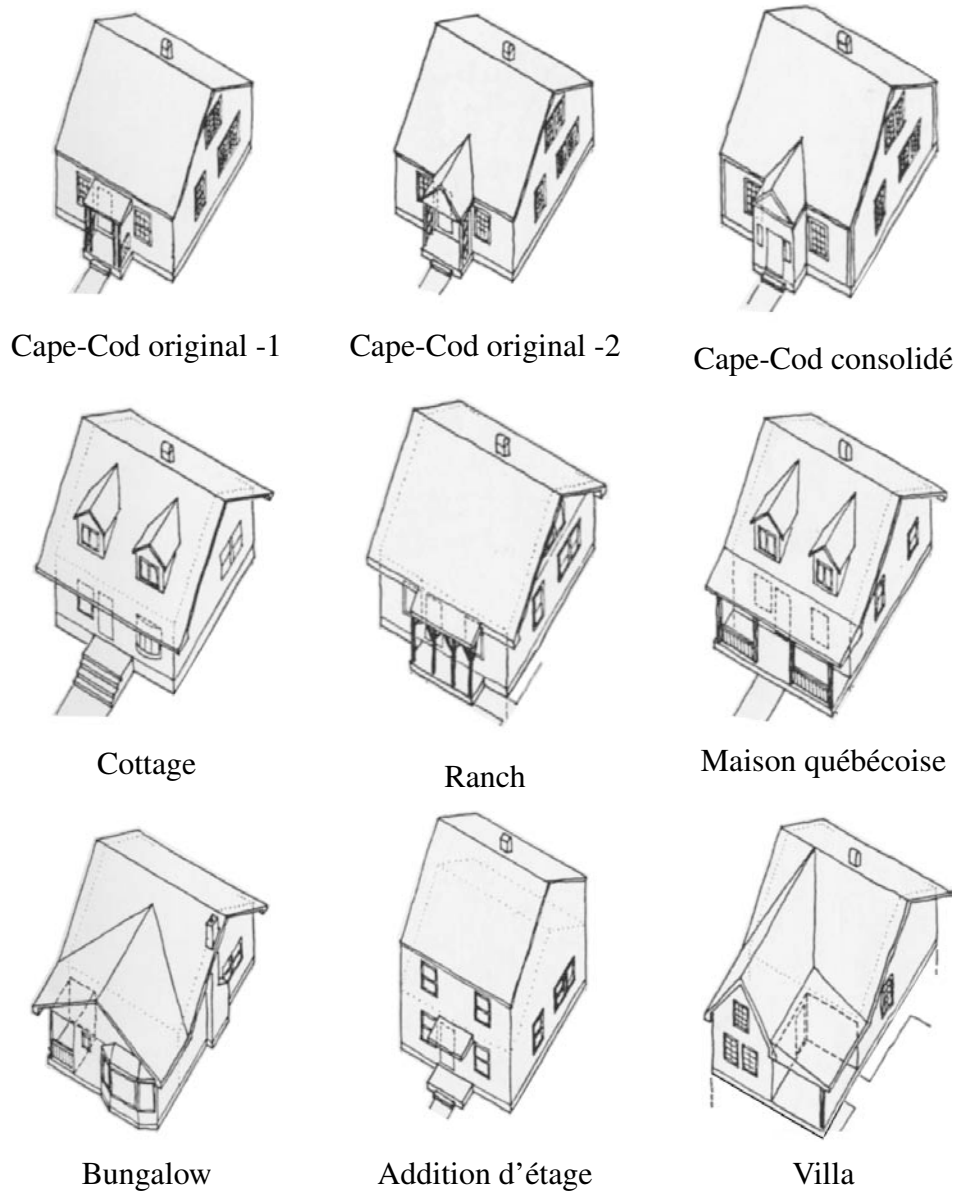 Cape-Cod original -1
Cape-Cod original -2
Cape-Cod consolidé
Cottage
Ranch
Maison québécoise
Bungalow
Addition d'étage
Villa